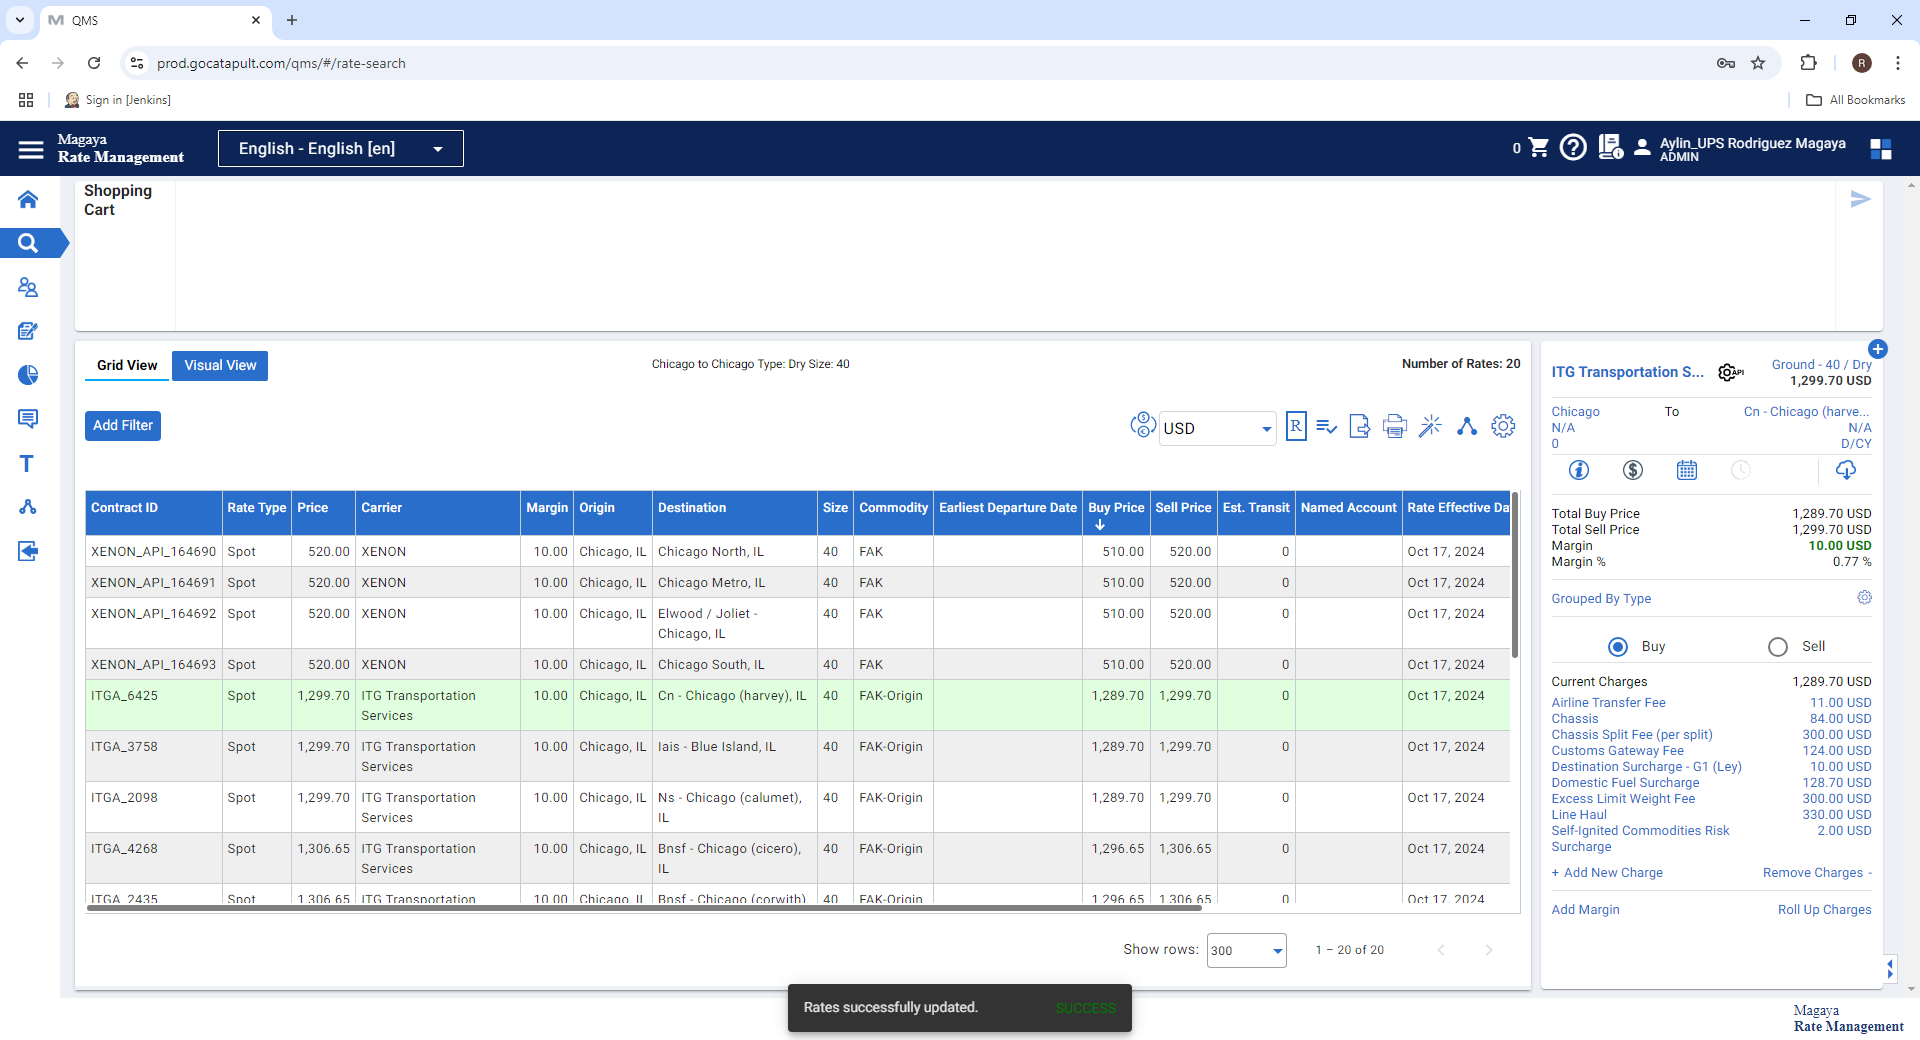 QMS
prod.gocatapult.com/qms/#/rate-search
R
Sign in [Jenkins]
All Bookmarks
Magaya
Rate Management
English - English [en]
0
Aylin_UPS Rodriguez Magaya
ADMIN
Shopping
Cart
Grid View
Visual View
Chicago to Chicago Type: Dry Size: 40
Number of Rates: 20
Add Filter
USD
R
Contract ID Rate Type Price Carrier Margin Origin Destination Size Commodity Earliest Departure Date Buy Price Sell Price Est. Transit Named Account Rate Effective Da
XENON_API_164690 Spot 520.00 XENON 10.00 Chicago, IL Chicago North, IL 40 FAK 510.00 520.00 0 Oct 17, 2024
XENON_API_164691 Spot 520.00 XENON 10.00 Chicago, IL Chicago Metro, IL 40 FAK 510.00 520.00 0 Oct 17, 2024
XENON_API_164692 Spot 520.00 XENON 10.00 Chicago, IL Elwood / Joliet - 40 FAK 510.00 520.00 0 Oct 17, 2024
Chicago, IL
XENON_API_164693 Spot 520.00 XENON 10.00 Chicago, IL Chicago South, IL 40 FAK 510.00 520.00 0 Oct 17, 2024
ITGA_6425 Spot 1,299.70 ITG Transportation 10.00 Chicago, IL Cn - Chicago (harvey), IL 40 FAK-Origin 1,289.70 1,299.70 0 Oct 17, 2024
Services
ITGA_3758 Spot 1,299.70 ITG Transportation 10.00 Chicago, IL Iais - Blue Island, IL 40 FAK-Origin 1,289.70 1,299.70 0 Oct 17, 2024
Services
ITGA_2098 Spot 1,299.70 ITG Transportation 10.00 Chicago, IL Ns - Chicago (calumet), 40 FAK-Origin 1,289.70 1,299.70 0 Oct 17, 2024
Services IL
ITGA_4268 Spot 1,306.65 ITG Transportation 10.00 Chicago, IL Bnsf - Chicago (cicero), 40 FAK-Origin 1,296.65 1,306.65 0 Oct 17, 2024
Services IL
ITGA_2435 Spot 1,306.65 ITG Transportation 10.00 Chicago, IL Bnsf - Chicago (corwith), 40 FAK-Origin 1,296.65 1,306.65 0 Oct 17, 2024
Show rows: 300 1 – 20 of 20
ITG Transportation S...
API
Ground - 40 / Dry
1,299.70 USD
Chicago To Cn - Chicago (harve...
N/A N/A
0 D/CY
Total Buy Price 1,289.70 USD
Total Sell Price 1,299.70 USD
Margin 10.00 USD
Margin % 0.77 %
Grouped By Type
Buy Sell
Current Charges 1,289.70 USD
Airline Transfer Fee 11.00 USD
Chassis 84.00 USD
Chassis Split Fee (per split) 300.00 USD
Customs Gateway Fee 124.00 USD
Destination Surcharge - G1 (Ley) 10.00 USD
Domestic Fuel Surcharge 128.70 USD
Excess Limit Weight Fee 300.00 USD
Line Haul 330.00 USD
Self-Ignited Commodities Risk 2.00 USD
Surcharge
+ Add New Charge Remove Charges -
Add Margin Roll Up Charges
Rates successfully updated. SUCCESS
Magaya
Rate Management